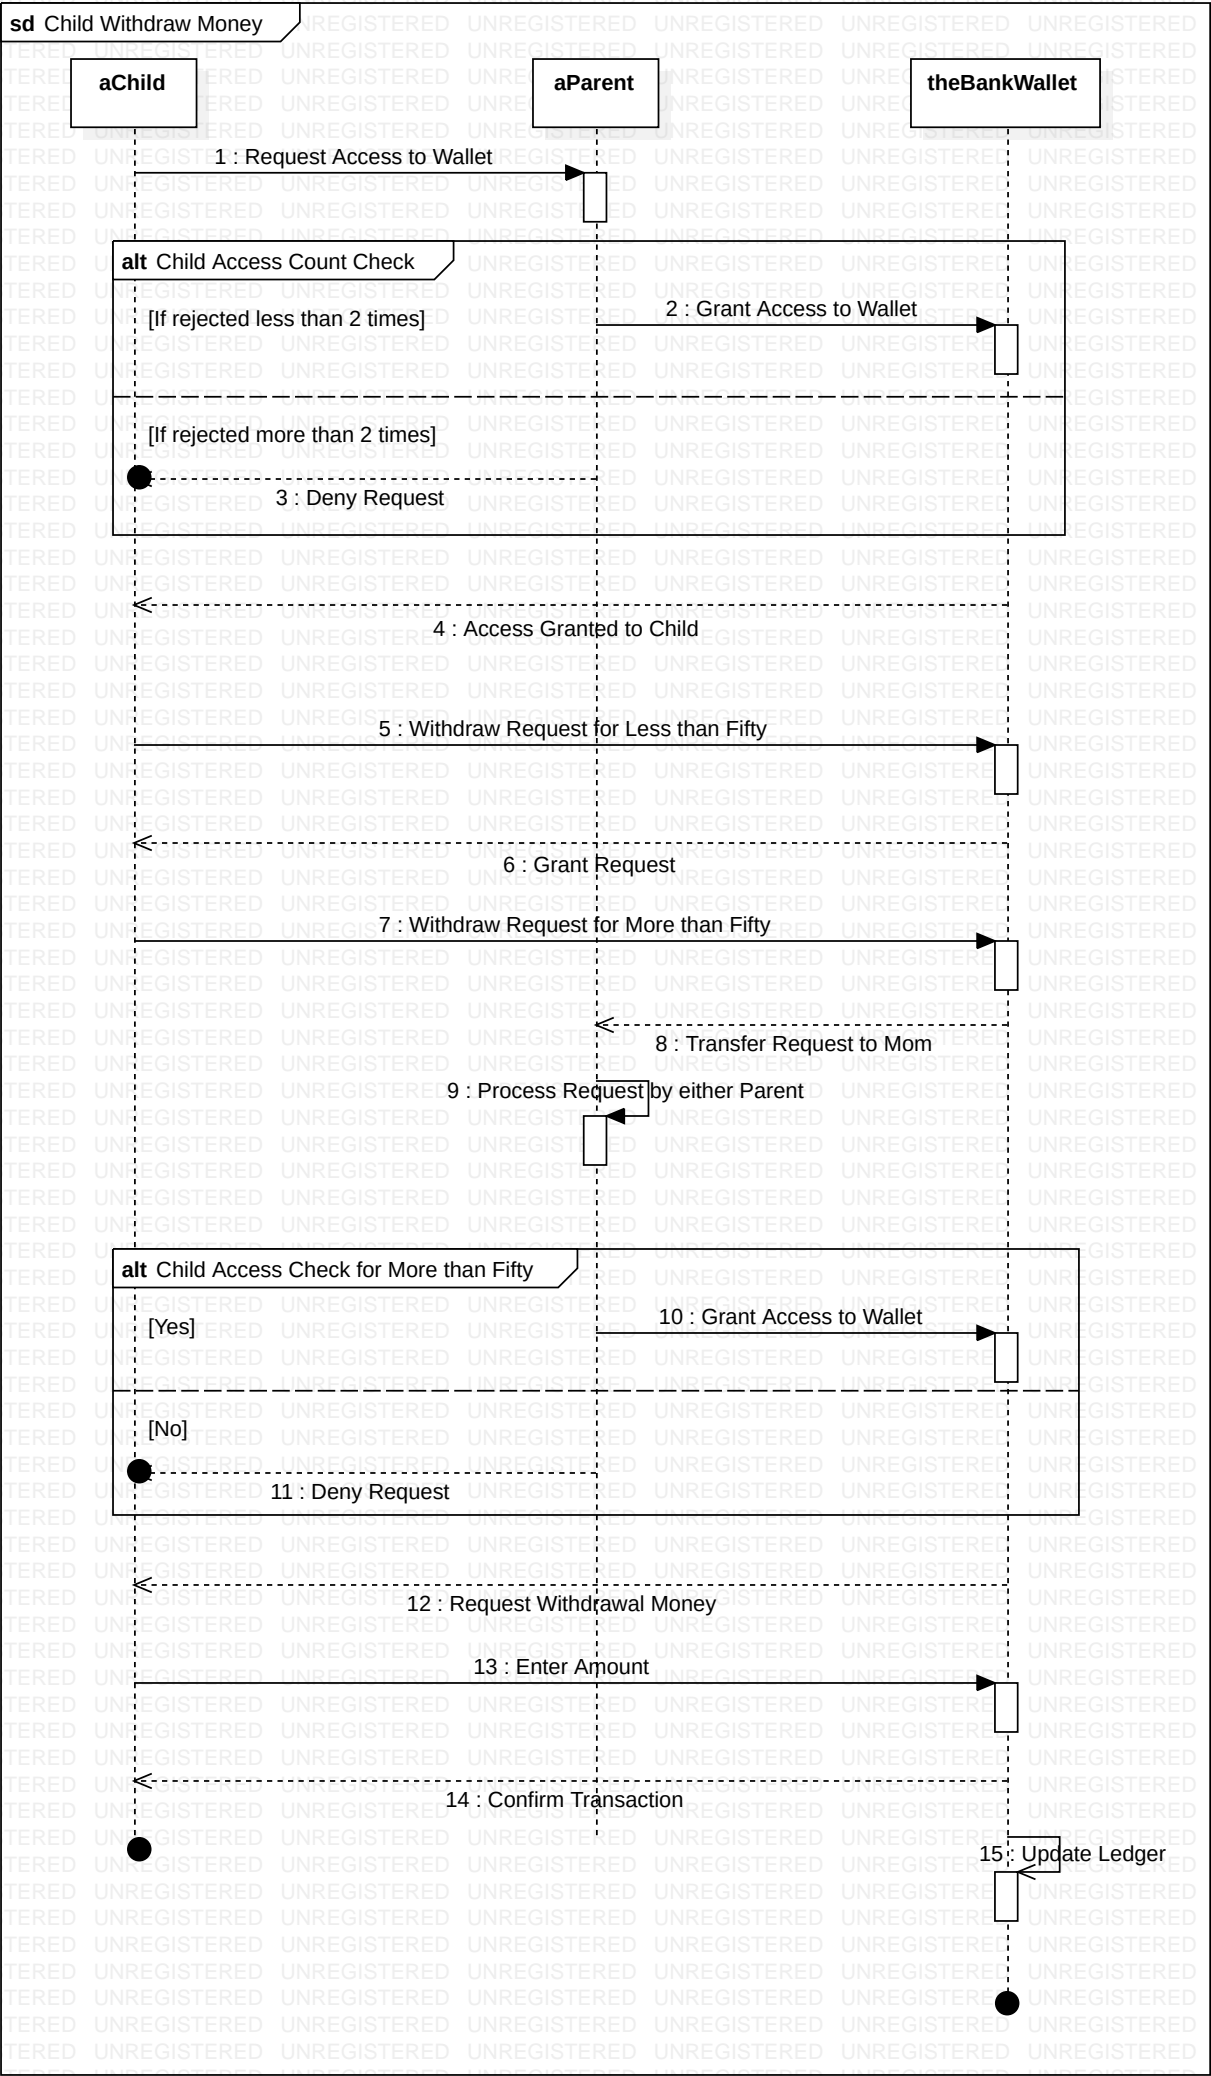 sd Child Withdraw Money
aChild
aParent
theBankWallet
1 : Request Access to Wallet
alt Child Access Count Check
[If rejected less than 2 times]
2 : Grant Access to Wallet
[If rejected more than 2 times]
3 : Deny Request
4 : Access Granted to Child
5 : Withdraw Request for Less than Fifty
6 : Grant Request
7 : Withdraw Request for More than Fifty
8 : Transfer Request to Mom
9 : Process Request by either Parent
alt Child Access Check for More than Fifty
[Yes]
10 : Grant Access to Wallet
[No]
11 : Deny Request
12 : Request Withdrawal Money
13 : Enter Amount
14 : Confirm Transaction
15 : Update Ledger
UNREGISTERED